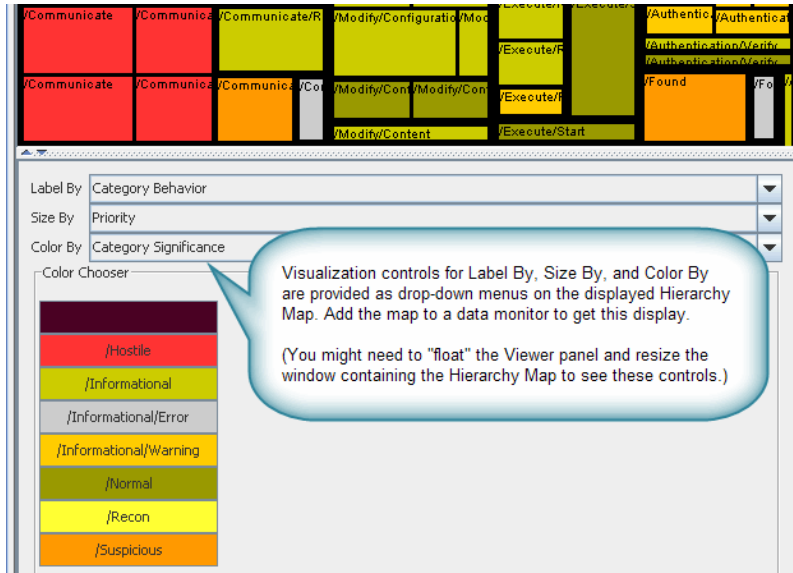 /Communicate /Communica /Communicate/R /Modify/Configuratio /Mod /Execute/R /Authentic /Authenticat
/Authentication/Verify
/Authentication/Verify
/Communicate /Communica /Communica /Co /Modify/Con /Modify/Con /Execute/R /Found /Fo
/Modify/Content /Execute/Start
Label By Category Behavior
Size By Priority
Color By Category Significance
Color Chooser
/Hostile
/Informational
/Informational/Error
/Informational/Warning
/Normal
/Recon
/Suspicious
Visualization controls for Label By, Size By, and Color By
are provided as drop-down menus on the displayed Hierarchy
Map. Add the map to a data monitor to get this display.
(You might need to "float" the Viewer panel and resize the
window containing the Hierarchy Map to see these controls.)